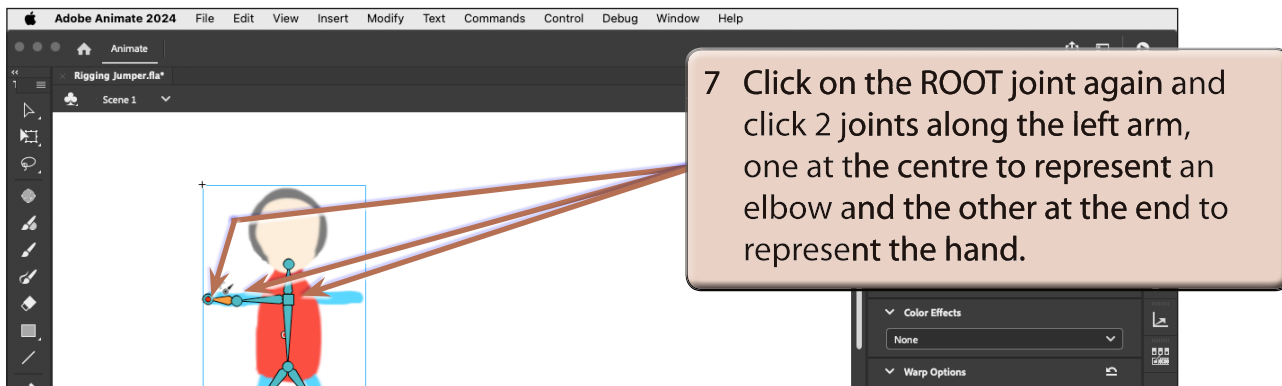 Adobe Animate 2024 File Edit View Insert Modify Text Commands Control Debug Window Help
Animate
Rigging Jumper.fla*
Scene 1
7 Click on the ROOT joint again and
click 2 joints along the left arm,
one at the centre to represent an
elbow and the other at the end to
represent the hand.
Color Effects
None
Warp Options